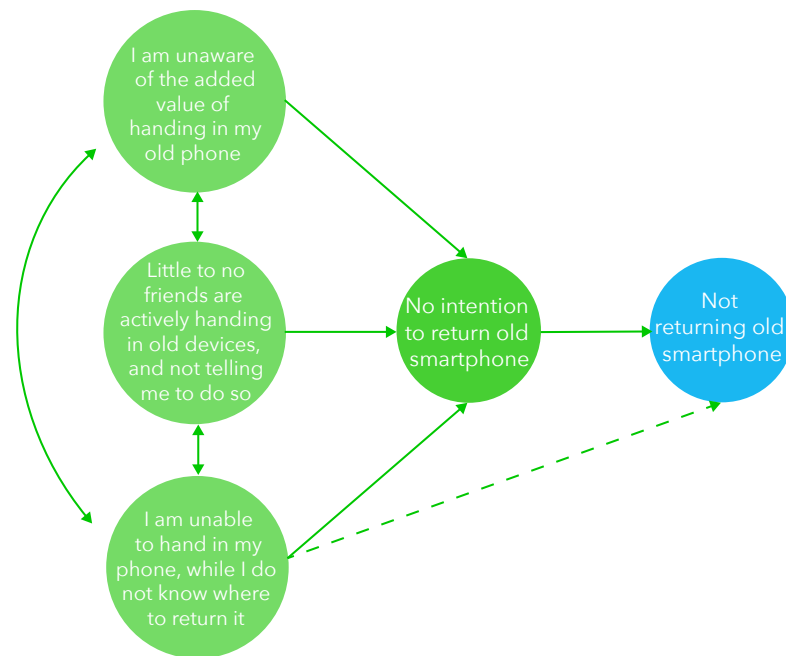 I am unaware
of the added
value of
handing in my
old phone
Little to no
friends are
actively handing
in old devices,
and not telling
me to do so
I am unable
to hand in my
phone, while I do
not know where
to return it
No intention
to return old
smartphone
Not
returning old
smartphone